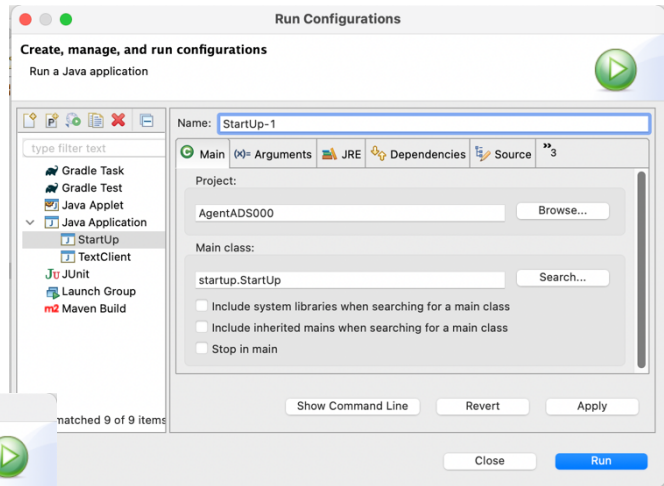 Run Configurations
Create, manage, and run configurations
Run a Java application
Name: StartUp-1
type filter text
Main (x)= Arguments JRE Dependencies Source »3
Gradle Task
Gradle Test
Java Applet
Java Application
StartUp
TextClient
JUnit
Launch Group
m2 Maven Build
Project:
AgentADS000 Browse...
Main class:
startup.StartUp Search...
Include system libraries when searching for a main class
Include inherited mains when searching for a main class
Stop in main
matched 9 of 9 items
Show Command Line Revert Apply
Close Run